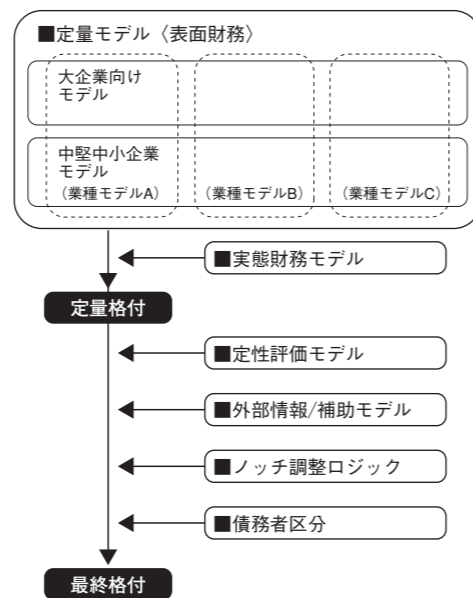 ■定量モデル〈表面財務〉
大企業向け
モデル
中堅中小企業
モデル
（業種モデルA）
（業種モデルB）
（業種モデルC）
■実態財務モデル
定量格付
■定性評価モデル
■外部情報/補助モデル
■ノッチ調整ロジック
■債務者区分
最終格付